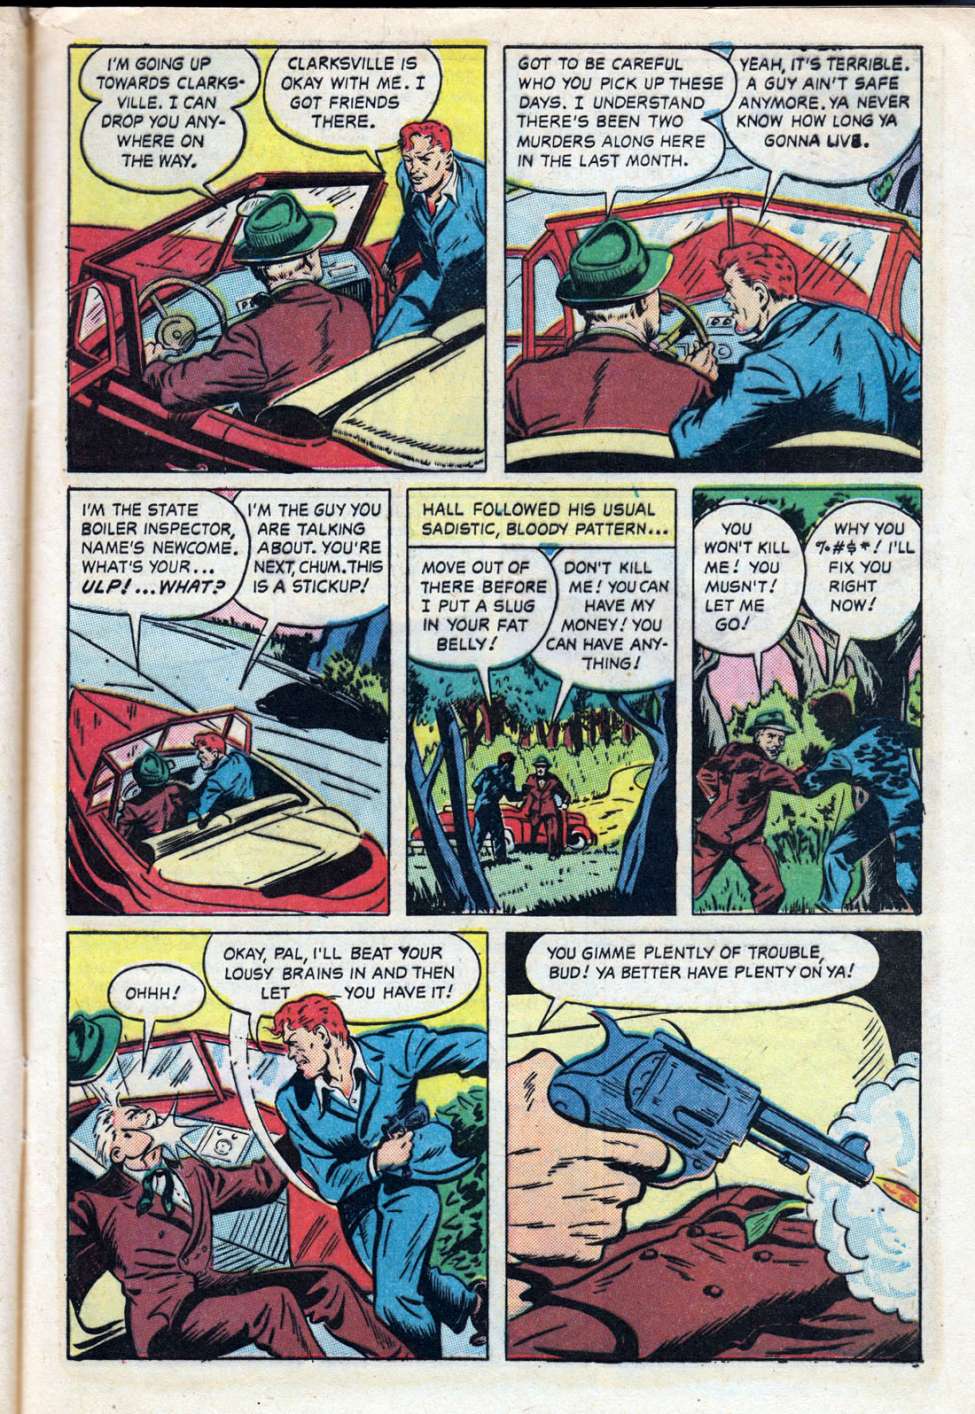 I'M GOING UP
TOWARDS CLARKS-
VILLE. I CAN
DROP YOU ANY-
WHERE ON
THE WAY.
CLARKSVILLE IS
OKAY WITH ME. I
GOT FRIENDS
THERE.
GOT TO BE CAREFUL
WHO YOU PICK UP THESE
DAYS. I UNDERSTAND
THERE'S BEEN TWO
MURDERS ALONG HERE
IN THE LAST MONTH.
YEAH, IT'S TERRIBLE.
A GUY AIN'T SAFE
ANYMORE. YA NEVER
KNOW HOW LONG YA
GONNA LIVE.
I'M THE STATE
BOILER INSPECTOR,
NAME'S NEWCOME.
WHAT'S YOUR...
ULP!...WHAT?
I'M THE GUY YOU
ARE TALKING
ABOUT. YOU'RE
NEXT, CHUM. THIS
IS A STICKUP!
HALL FOLLOWED HIS USUAL
SADISTIC, BLOODY PATTERN...
MOVE OUT OF
THERE BEFORE
I PUT A SLUG
IN YOUR FAT
BELLY!
DON'T KILL
ME! YOU CAN
HAVE MY
MONEY! YOU
CAN HAVE ANY-
THING!
YOU
WON'T KILL
ME! YOU
MUSN'T!
LET ME
GO!
WHY YOU
%#$*! I'LL
FIX YOU
RIGHT
NOW!
OHHH!
OKAY, PAL, I'LL BEAT YOUR
LOUSY BRAINS IN AND THEN
LET YOU HAVE IT!
YOU GIMME PLENTLY OF TROUBLE,
BUD! YA BETTER HAVE PLENTY ON YA!